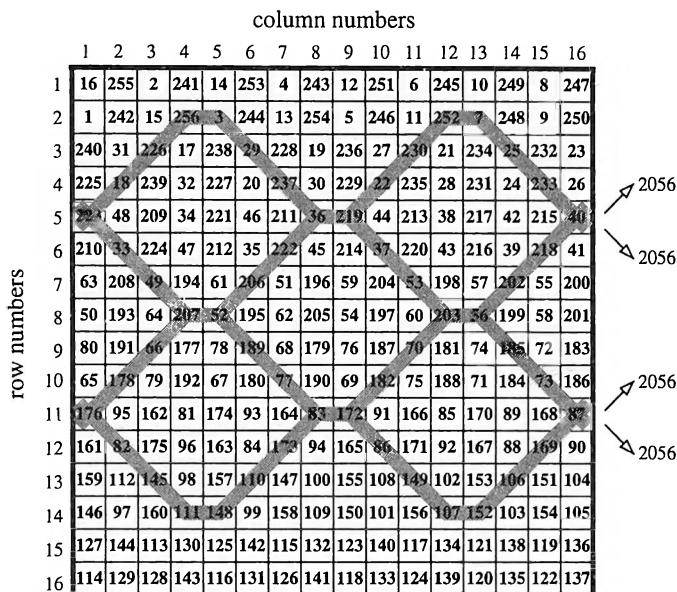 column numbers
1 2 3 4 5 6 7 8 9 10 11 12 13 14 15 16
row numbers
1 16 255 2 241 14 253 4 243 12 251 6 245 10 249 8 247
2 1 242 15 256 3 244 13 254 5 246 11 252 7 248 9 250
3 240 31 226 17 238 29 228 19 236 27 230 21 234 25 232 23
4 225 18 239 32 227 20 237 30 229 22 235 28 231 24 233 26 2056
5 223 48 209 34 221 46 211 36 219 44 213 38 217 42 215 40
6 210 33 224 47 212 35 222 45 214 37 220 43 216 39 218 41 2056
7 63 208 49 194 61 206 51 196 59 204 53 198 57 202 55 200
8 50 193 64 207 52 195 62 205 54 197 60 203 56 199 58 201
9 80 191 66 177 78 189 68 179 76 187 70 181 74 185 72 183
10 65 178 79 192 67 180 77 190 69 182 75 188 71 184 73 186 2056
11 176 95 162 81 174 93 164 83 172 91 166 85 170 89 168 87
12 161 82 175 96 163 84 173 94 165 86 171 92 167 88 169 90 2056
13 159 112 145 98 157 110 147 100 155 108 149 102 153 106 151 104
14 146 97 160 111 148 99 158 109 150 101 156 107 152 103 154 105
15 127 144 113 130 125 142 115 132 123 140 117 134 121 138 119 136
16 114 129 128 143 116 131 126 141 118 133 124 139 120 135 122 137